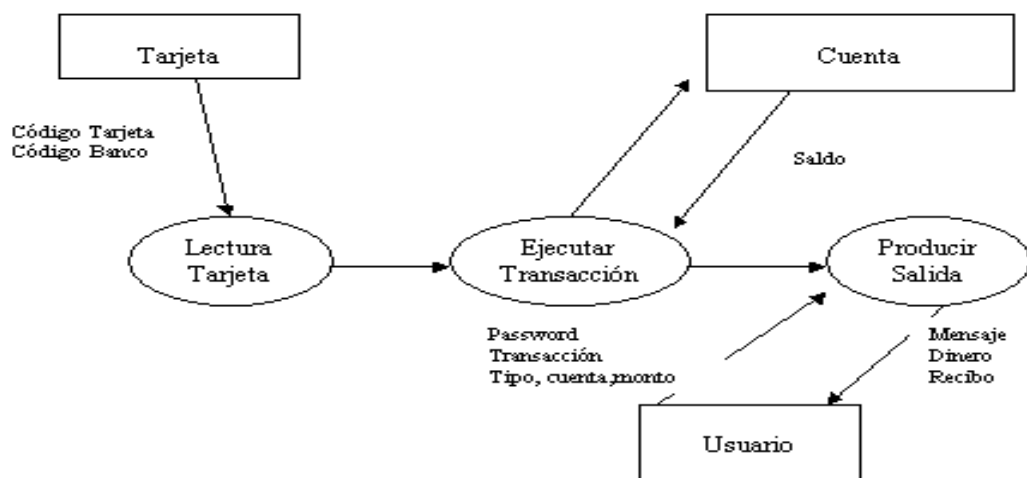 Tarjeta
Cuenta
Código Tarjeta
Código Banco
Saldo
Lectura
Tarjeta
Ejecutar
Transacción
Producir
Salida
Password
Transacción
Tipo, cuenta,monto
Mensaje
Dinero
Recibo
Usuario